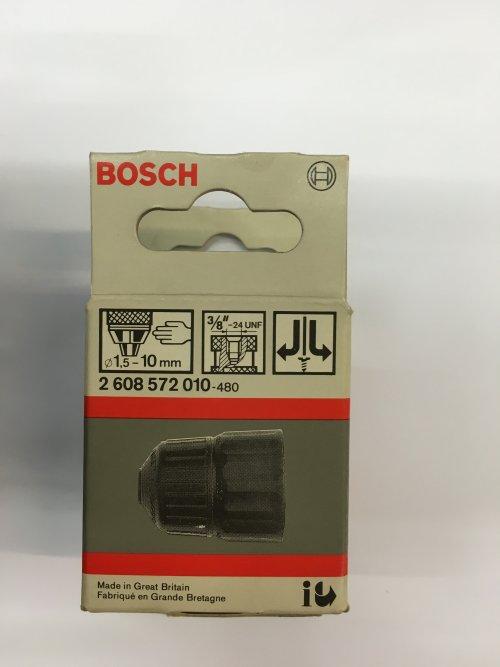 BOSCH
3/8"-24 UNF
Ø1,5-10 mm
2 608 572 010-480
Made in Great Britain
Fabriqué en Grande Bretagne